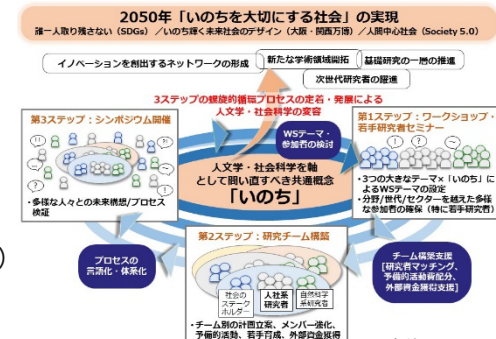 2050年「いのちを大切にする社会」の実現
誰一人取り残さない（SDGs）／いのち輝く未来社会のデザイン（大阪・関西万博）／人間中心社会（Society 5.0）
イノベーションを創出するネットワークの形成
新たな学術領域開拓
基礎研究の一層の推進
次世代研究者の躍進
3ステップの螺旋的循環プロセスの定着・発展による
人文学・社会科学の変容
第3ステップ：シンポジウム開催
・多様な人々との未来構想/プロセス
検証
WSテーマ・
参加者の検討
第1ステップ：ワークショップ・
若手研究者セミナー
・3つの大きなテーマ×「いのち」に
よるWSテーマの設定
・分野/世代/セクターを越えた多様
な参加者の確保（特に若手研究者）
人文学・社会科学を軸
として問い直すべき共通概念
「いのち」
プロセスの
言語化・体系化
第2ステップ：研究チーム構築
社会の
ステーク
ホルダー
人社系
研究者
自然科学
系研究者
・チーム別の計画立案、メンバー強化、
予備的活動、若手育成、外部資金獲得
チーム構築支援
[研究者マッチング、
予備的活動費配分、
外部資金獲得支援]
)